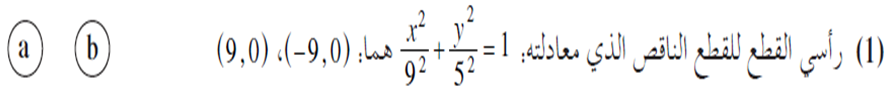 (1) رأسي القطع للقطع الناقص الذي معادلته: x²/9² + y²/5² = 1 هما: (−9,0)، (9,0) ⓑ ⓐ